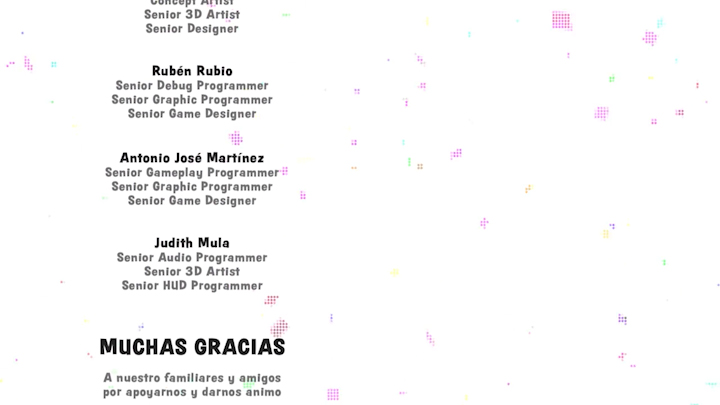 Concept Artist
Senior 3D Artist
Senior Designer
Rubén Rubio
Senior Debug Programmer
Senior Graphic Programmer
Senior Game Designer
Antonio José Martínez
Senior Gameplay Programmer
Senior Graphic Programmer
Senior Game Designer
Judith Mula
Senior Audio Programmer
Senior 3D Artist
Senior HUD Programmer
MUCHAS GRACIAS
A nuestro familiares y amigos
por apoyarnos y darnos animo